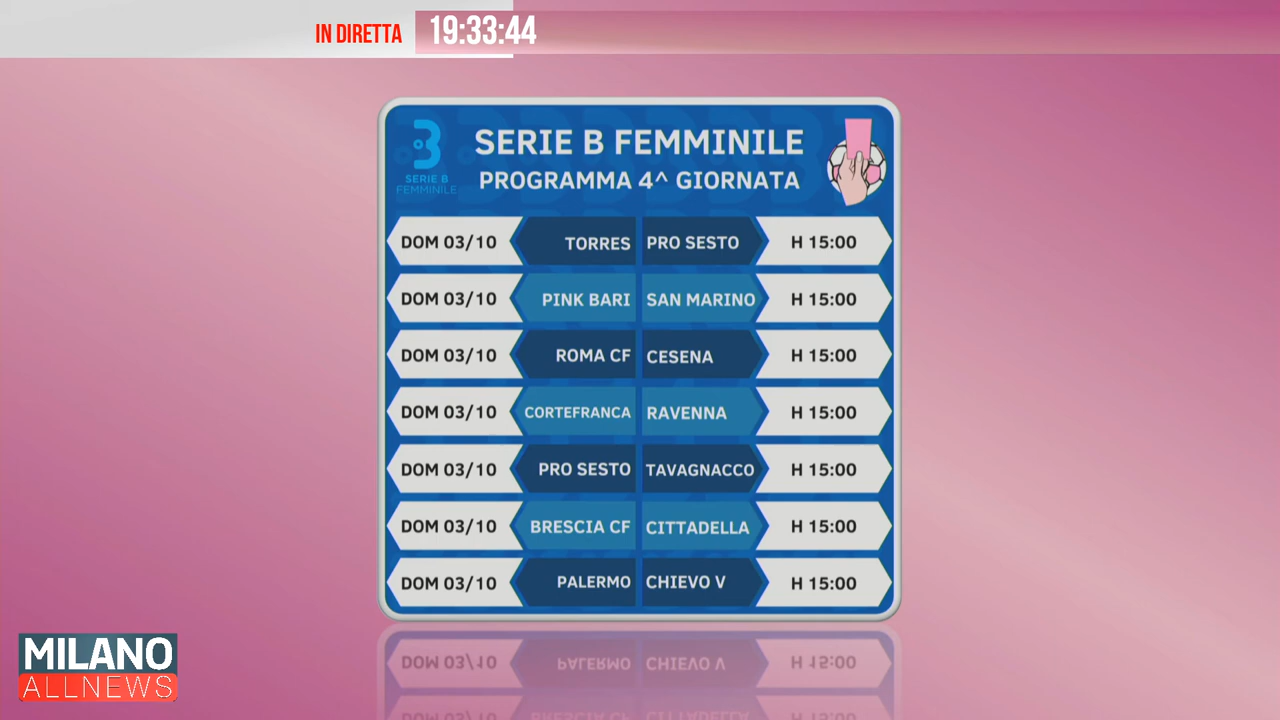 IN DIRETTA 19:33:44
SERIE B FEMMINILE
SERIE B
FEMMINILE
PROGRAMMA 4^ GIORNATA
DOM 03/10 TORRES PRO SESTO H 15:00
DOM 03/10 PINK BARI SAN MARINO H 15:00
DOM 03/10 ROMA CF CESENA H 15:00
DOM 03/10 CORTEFRANCA RAVENNA H 15:00
DOM 03/10 PRO SESTO TAVAGNACCO H 15:00
DOM 03/10 BRESCIA CF CITTADELLA H 15:00
DOM 03/10 PALERMO CHIEVO V H 15:00
MILANO
ALLNEWS